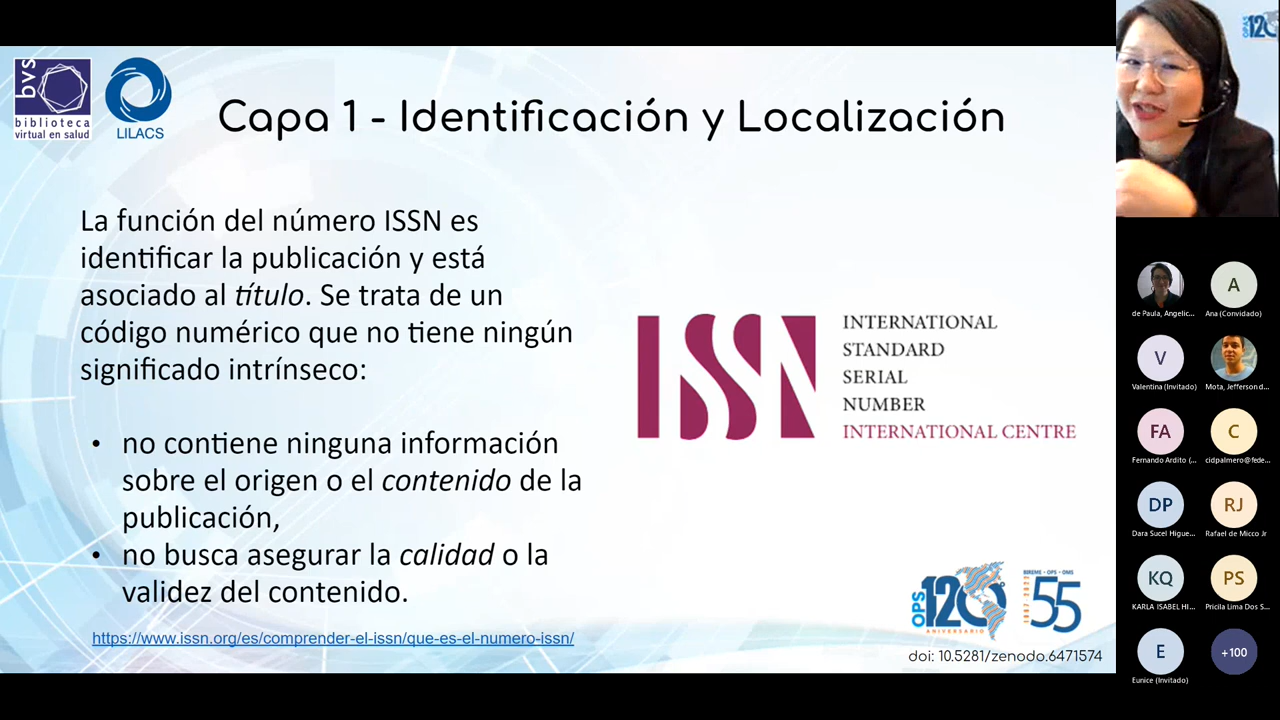 bvs
biblioteca
virtual en salud
LILACS
Capa 1 - Identificación y Localización
La función del número ISSN es
identificar la publicación y está
asociado al título. Se trata de un
código numérico que no tiene ningún
significado intrínseco:
• no contiene ninguna información
sobre el origen o el contenido de la
publicación,
• no busca asegurar la calidad o la
validez del contenido.
https://www.issn.org/es/comprender-el-issn/que-es-el-numero-issn/
ISSN
INTERNATIONAL
STANDARD
SERIAL
NUMBER
INTERNATIONAL CENTRE
OPS
120
ANIVERSARIO
BIREME - OPS - OMS
55
doi: 10.5281/zenodo.6471574
de Paula, Angelic...
A
Ana (Convidado)
V
Valentina (Invitado)
Mota, Jefferson d...
FA
Fernando Ardito (...
C
cidpalmero@fede...
DP
Dara Sucel Higue...
RJ
Rafael de Micco Jr
KQ
KARLA ISABEL HI...
PS
Pricila Lima Dos S...
E
Eunice (Invitado)
+100